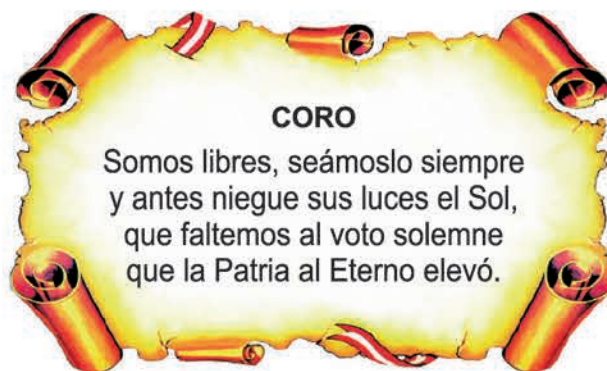 CORO
Somos libres, seámoslo siempre
y antes niegue sus luces el Sol,
que faltemos al voto solemne
que la Patria al Eterno elevó.